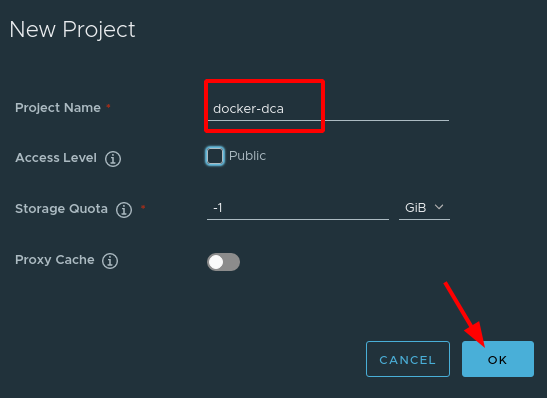 New Project
Project Name *
docker-dca
Access Level
Public
Storage Quota *
-1
GiB
Proxy Cache
CANCEL
OK